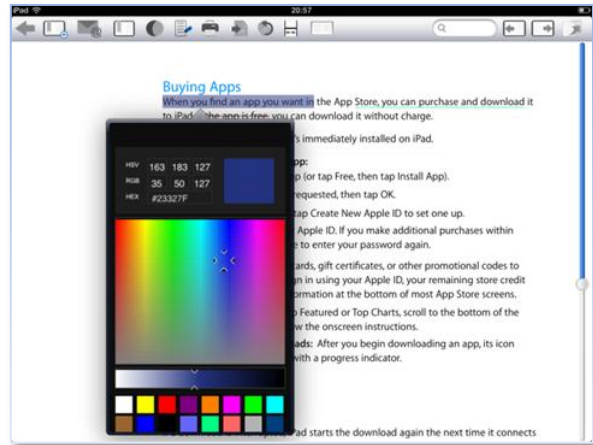 iPad
20:57
Buying Apps
When you find an app you want in the App Store, you can purchase and download it
to iPad. the app is free, you can download it without charge.
's immediately installed on iPad.
pp:
p (or tap Free, then tap Install App).
requested, then tap OK.
tap Create New Apple ID to set one up.
Apple ID. If you make additional purchases within
e to enter your password again.
cards, gift certificates, or other promotional codes to
gn in using your Apple ID, your remaining store credit
ormation at the bottom of most App Store screens.
o Featured or Top Charts, scroll to the bottom of the
w the onscreen instructions.
ads: After you begin downloading an app, its icon
with a progress indicator.
Pad starts the download again the next time it connects
HSV 163 183 127
RGB 35 50 127
HEX #23327F